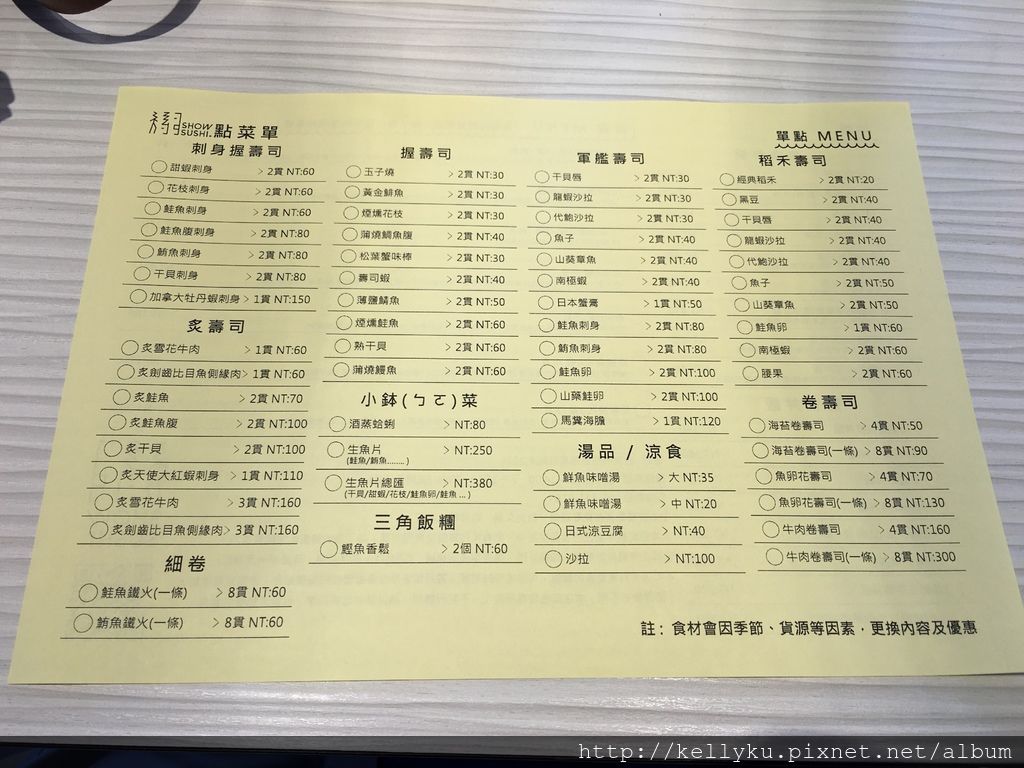 SHOW SUSHI. 點菜單
單點 MENU
刺身握壽司
甜蝦刺身 > 2貫 NT:60
花枝刺身 > 2貫 NT:60
鮭魚刺身 > 2貫 NT:60
鮭魚腹刺身 > 2貫 NT:80
鮪魚刺身 > 2貫 NT:80
干貝刺身 > 2貫 NT:80
加拿大牡丹蝦刺身 > 1貫 NT:150
炙壽司
炙雪花牛肉 > 1貫 NT:60
炙劍齒比目魚側緣肉 > 1貫 NT:60
炙鮭魚 > 2貫 NT:70
炙鮭魚腹 > 2貫 NT:100
炙干貝 > 2貫 NT:100
炙天使大紅蝦刺身 > 1貫 NT:110
炙雪花牛肉 > 3貫 NT:160
炙劍齒比目魚側緣肉 > 3貫 NT:160
細卷
鮭魚鐵火(一條) > 8貫 NT:60
鮪魚鐵火(一條) > 8貫 NT:60
握壽司
玉子燒 > 2貫 NT:30
黃金鯡魚 > 2貫 NT:30
煙燻花枝 > 2貫 NT:30
蒲燒鯛魚腹 > 2貫 NT:40
松葉蟹味棒 > 2貫 NT:30
壽司蝦 > 2貫 NT:40
薄鹽鯖魚 > 2貫 NT:50
煙燻鮭魚 > 2貫 NT:60
熟干貝 > 2貫 NT:60
蒲燒鰻魚 > 2貫 NT:60
小鉢(ㄅㄛ)菜
酒蒸蛤蜊 > NT:80
生魚片 > NT:250
(鮭魚/鮪魚........)
生魚片總匯 > NT:380
(干貝/甜蝦/花枝/鮭魚卵/鮭魚 ... )
三角飯糰
鰹魚香鬆 > 2個 NT:60
軍艦壽司
干貝唇 > 2貫 NT:30
龍蝦沙拉 > 2貫 NT:30
代鮑沙拉 > 2貫 NT:30
魚子 > 2貫 NT:40
山葵章魚 > 2貫 NT:40
南極蝦 > 2貫 NT:40
日本蟹膏 > 1貫 NT:50
鮭魚刺身 > 2貫 NT:80
鮪魚刺身 > 2貫 NT:80
鮭魚卵 > 2貫 NT:100
山藥鮭卵 > 2貫 NT:100
馬糞海膽 > 1貫 NT:120
湯品 / 涼食
鮮魚味噌湯 > 大 NT:35
鮮魚味噌湯 > 中 NT:20
日式涼豆腐 > NT:40
沙拉 > NT:100
稻禾壽司
經典稻禾 > 2貫 NT:20
黑豆 > 2貫 NT:40
干貝唇 > 2貫 NT:40
龍蝦沙拉 > 2貫 NT:40
代鮑沙拉 > 2貫 NT:40
魚子 > 2貫 NT:50
山葵章魚 > 2貫 NT:50
鮭魚卵 > 1貫 NT:60
南極蝦 > 2貫 NT:60
腰果 > 2貫 NT:60
卷壽司
海苔卷壽司 > 4貫 NT:50
海苔卷壽司(一條) > 8貫 NT:90
魚卵花壽司 > 4貫 NT:70
魚卵花壽司(一條) > 8貫 NT:130
牛肉卷壽司 > 4貫 NT:160
牛肉卷壽司(一條) > 8貫 NT:300
註: 食材會因季節、貨源等因素,更換內容及優惠
http://kellyku.pixnet.net/album